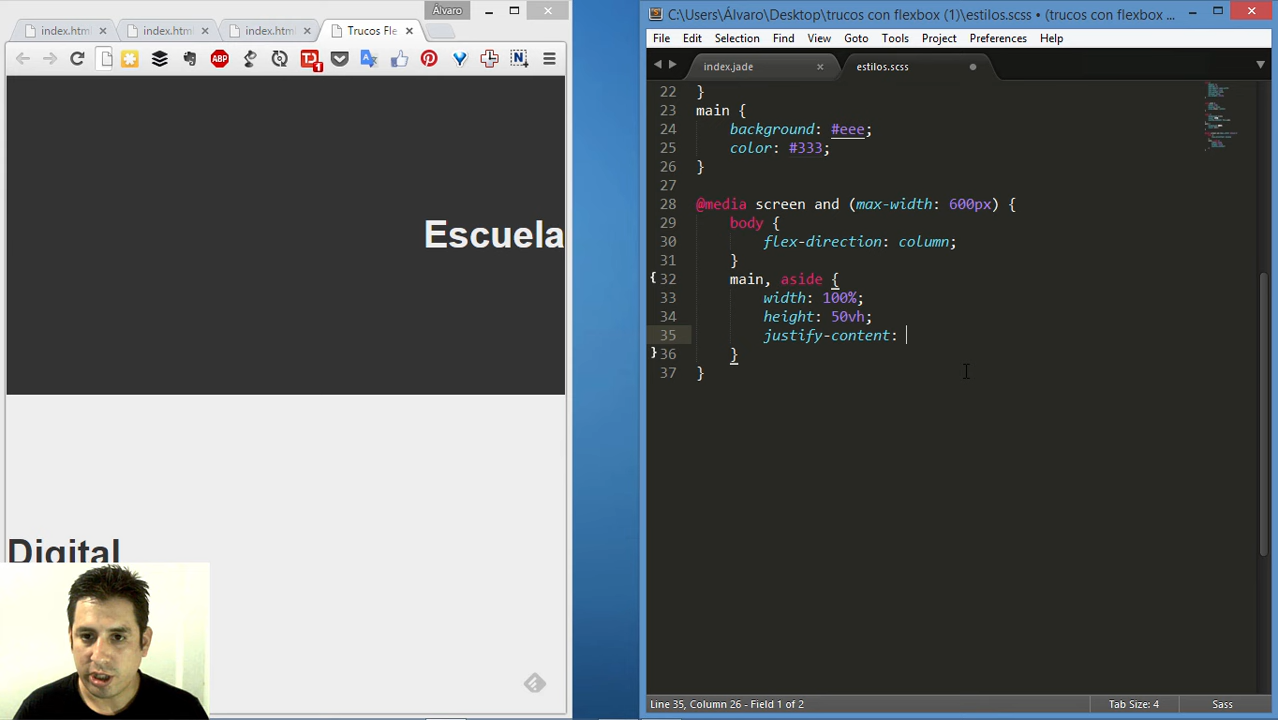 Álvaro
index.htm
index.htm
index.htm
Trucos Fle
ABP
TD
1
N
Escuela
Digital
C:\Users\Álvaro\Desktop\trucos con flexbox (1)\estilos.scss • (trucos con flexbox ...
File Edit Selection Find View Goto Tools Project Preferences Help
index.jade
estilos.scss
22 }
23 main {
24 background: #eee;
25 color: #333;
26 }
27
28 @media screen and (max-width: 600px) {
29 body {
30 flex-direction: column;
31 }
32 main, aside {
33 width: 100%;
34 height: 50vh;
35 justify-content:
36 }
37 }
Line 35, Column 26 - Field 1 of 2
Tab Size: 4
Sass